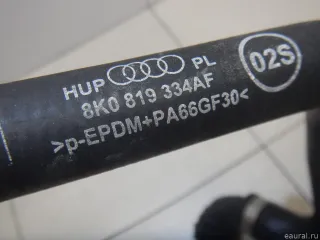 HUP PL
02S
8K0 819 334AF
>p-EPDM+PA66GF30<
© eaural.ru